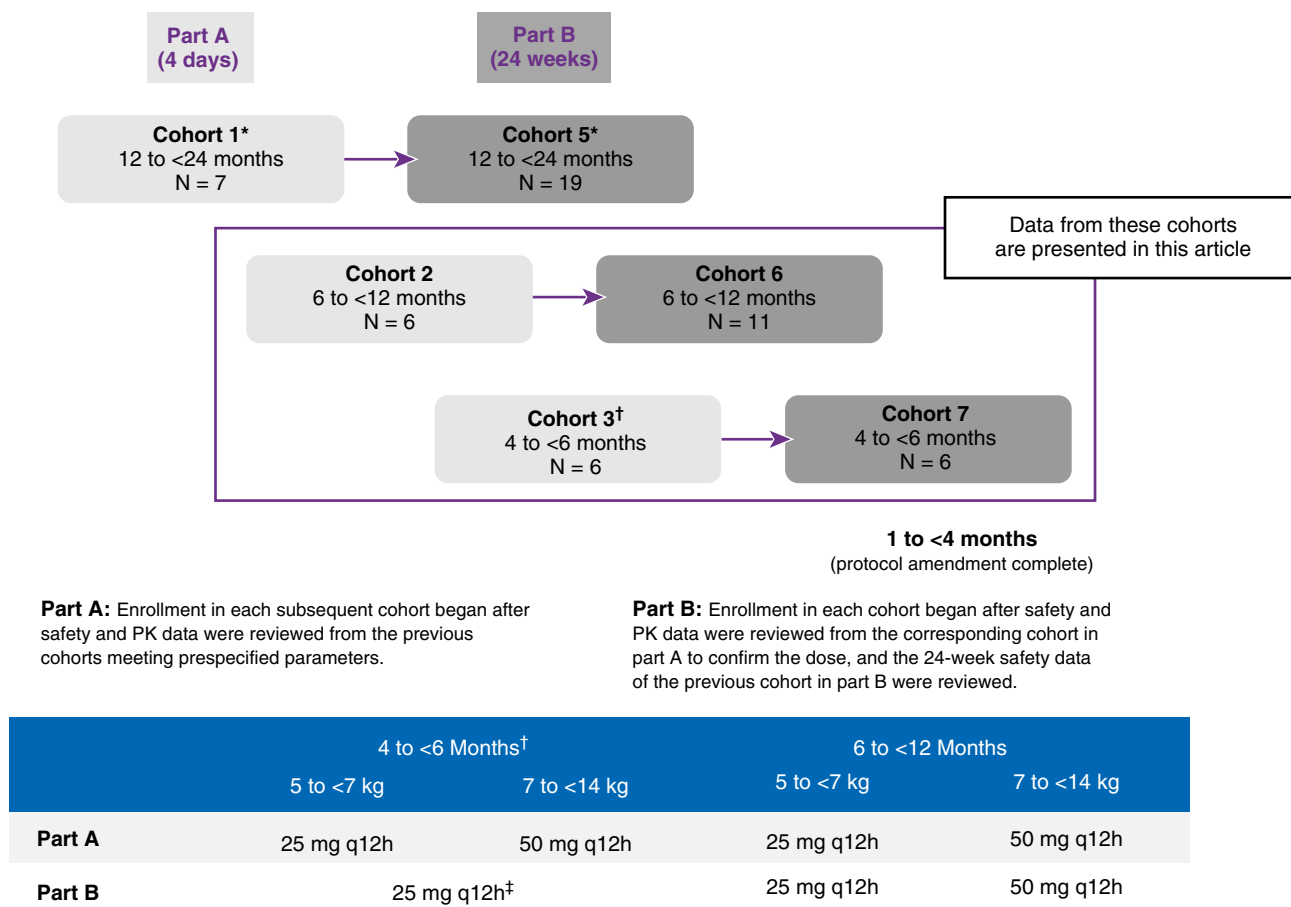 Part A
(4 days)
Part B
(24 weeks)
Cohort 1*
12 to <24 months
N = 7
Cohort 5*
12 to <24 months
N = 19
Data from these cohorts
are presented in this article
Cohort 2
6 to <12 months
N = 6
Cohort 6
6 to <12 months
N = 11
Cohort 3†
4 to <6 months
N = 6
Cohort 7
4 to <6 months
N = 6
1 to <4 months
(protocol amendment complete)
Part A: Enrollment in each subsequent cohort began after
safety and PK data were reviewed from the previous
cohorts meeting prespecified parameters.
Part B: Enrollment in each cohort began after safety and
PK data were reviewed from the corresponding cohort in
part A to confirm the dose, and the 24-week safety data
of the previous cohort in part B were reviewed.
4 to <6 Months† 6 to <12 Months
5 to <7 kg 7 to <14 kg 5 to <7 kg 7 to <14 kg
Part A 25 mg q12h 50 mg q12h 25 mg q12h 50 mg q12h
Part B 25 mg q12h‡ 25 mg q12h 50 mg q12h